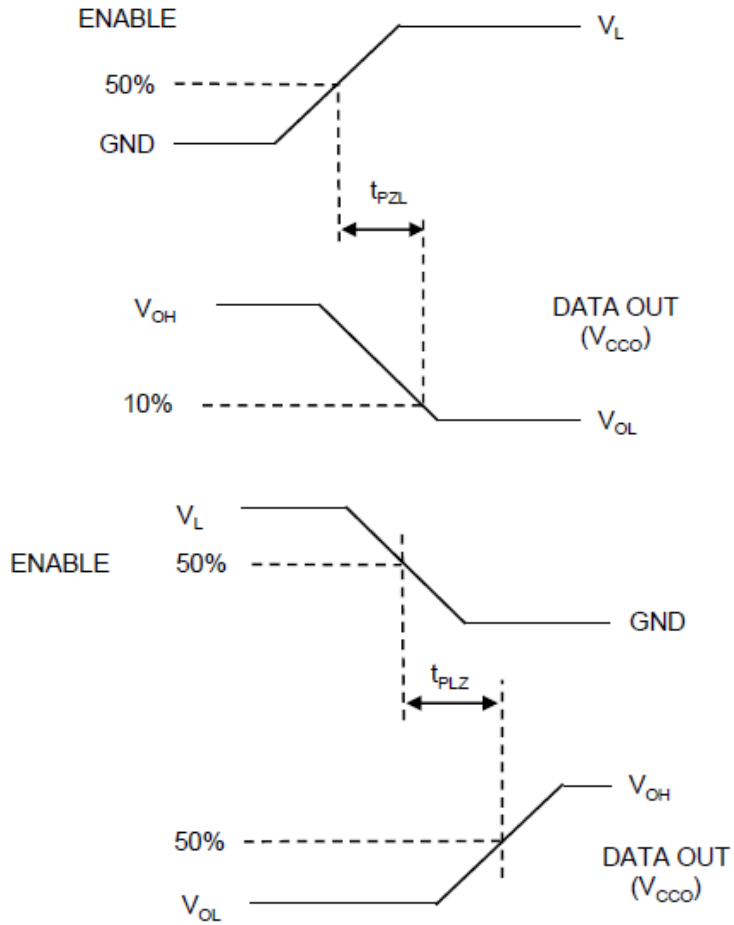 ENABLE
V_L
50%
GND
t_PZL
V_OH
DATA OUT
(V_CCO)
10%
V_OL
V_L
ENABLE 50%
GND
t_PLZ
V_OH
50%
DATA OUT
(V_CCO)
V_OL